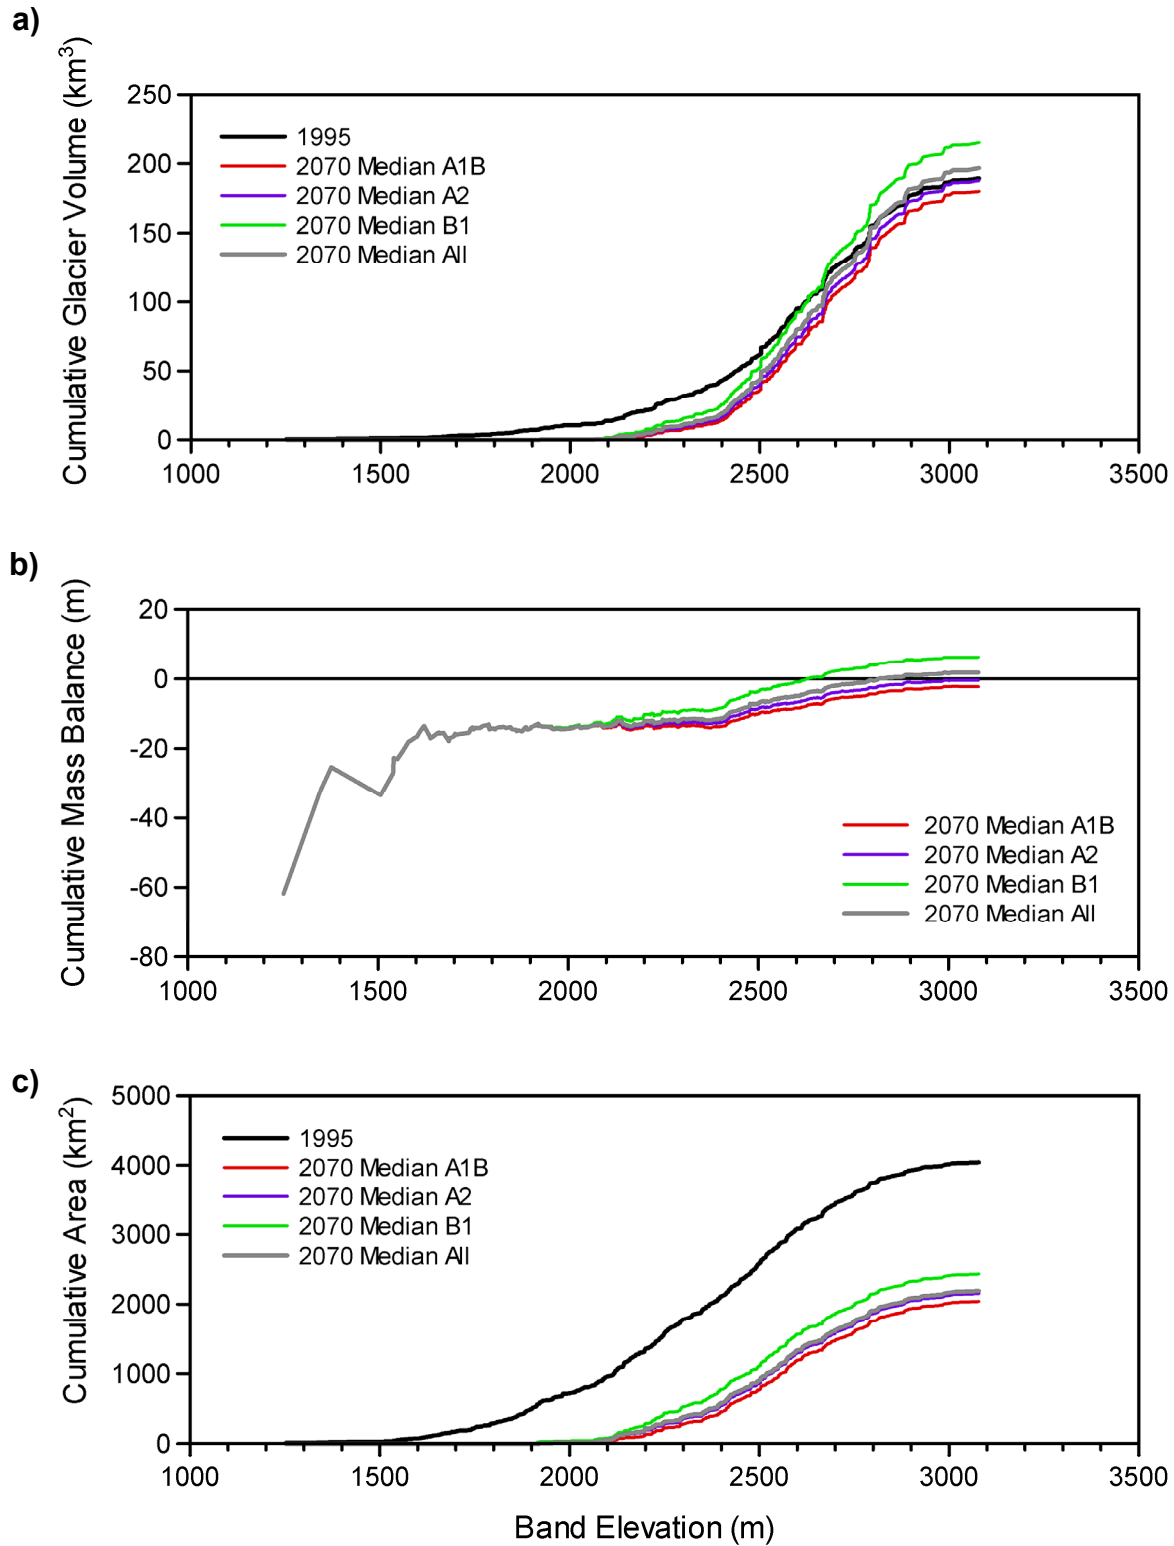 a)
Cumulative Glacier Volume (km³)
250
200
150
100
50
0
1995
2070 Median A1B
2070 Median A2
2070 Median B1
2070 Median All
1000 1500 2000 2500 3000 3500
b)
Cumulative Mass Balance (m)
20
0
-20
-40
-60
-80
2070 Median A1B
2070 Median A2
2070 Median B1
2070 Median All
1000 1500 2000 2500 3000 3500
c)
Cumulative Area (km²)
5000
4000
3000
2000
1000
0
1995
2070 Median A1B
2070 Median A2
2070 Median B1
2070 Median All
1000 1500 2000 2500 3000 3500
Band Elevation (m)